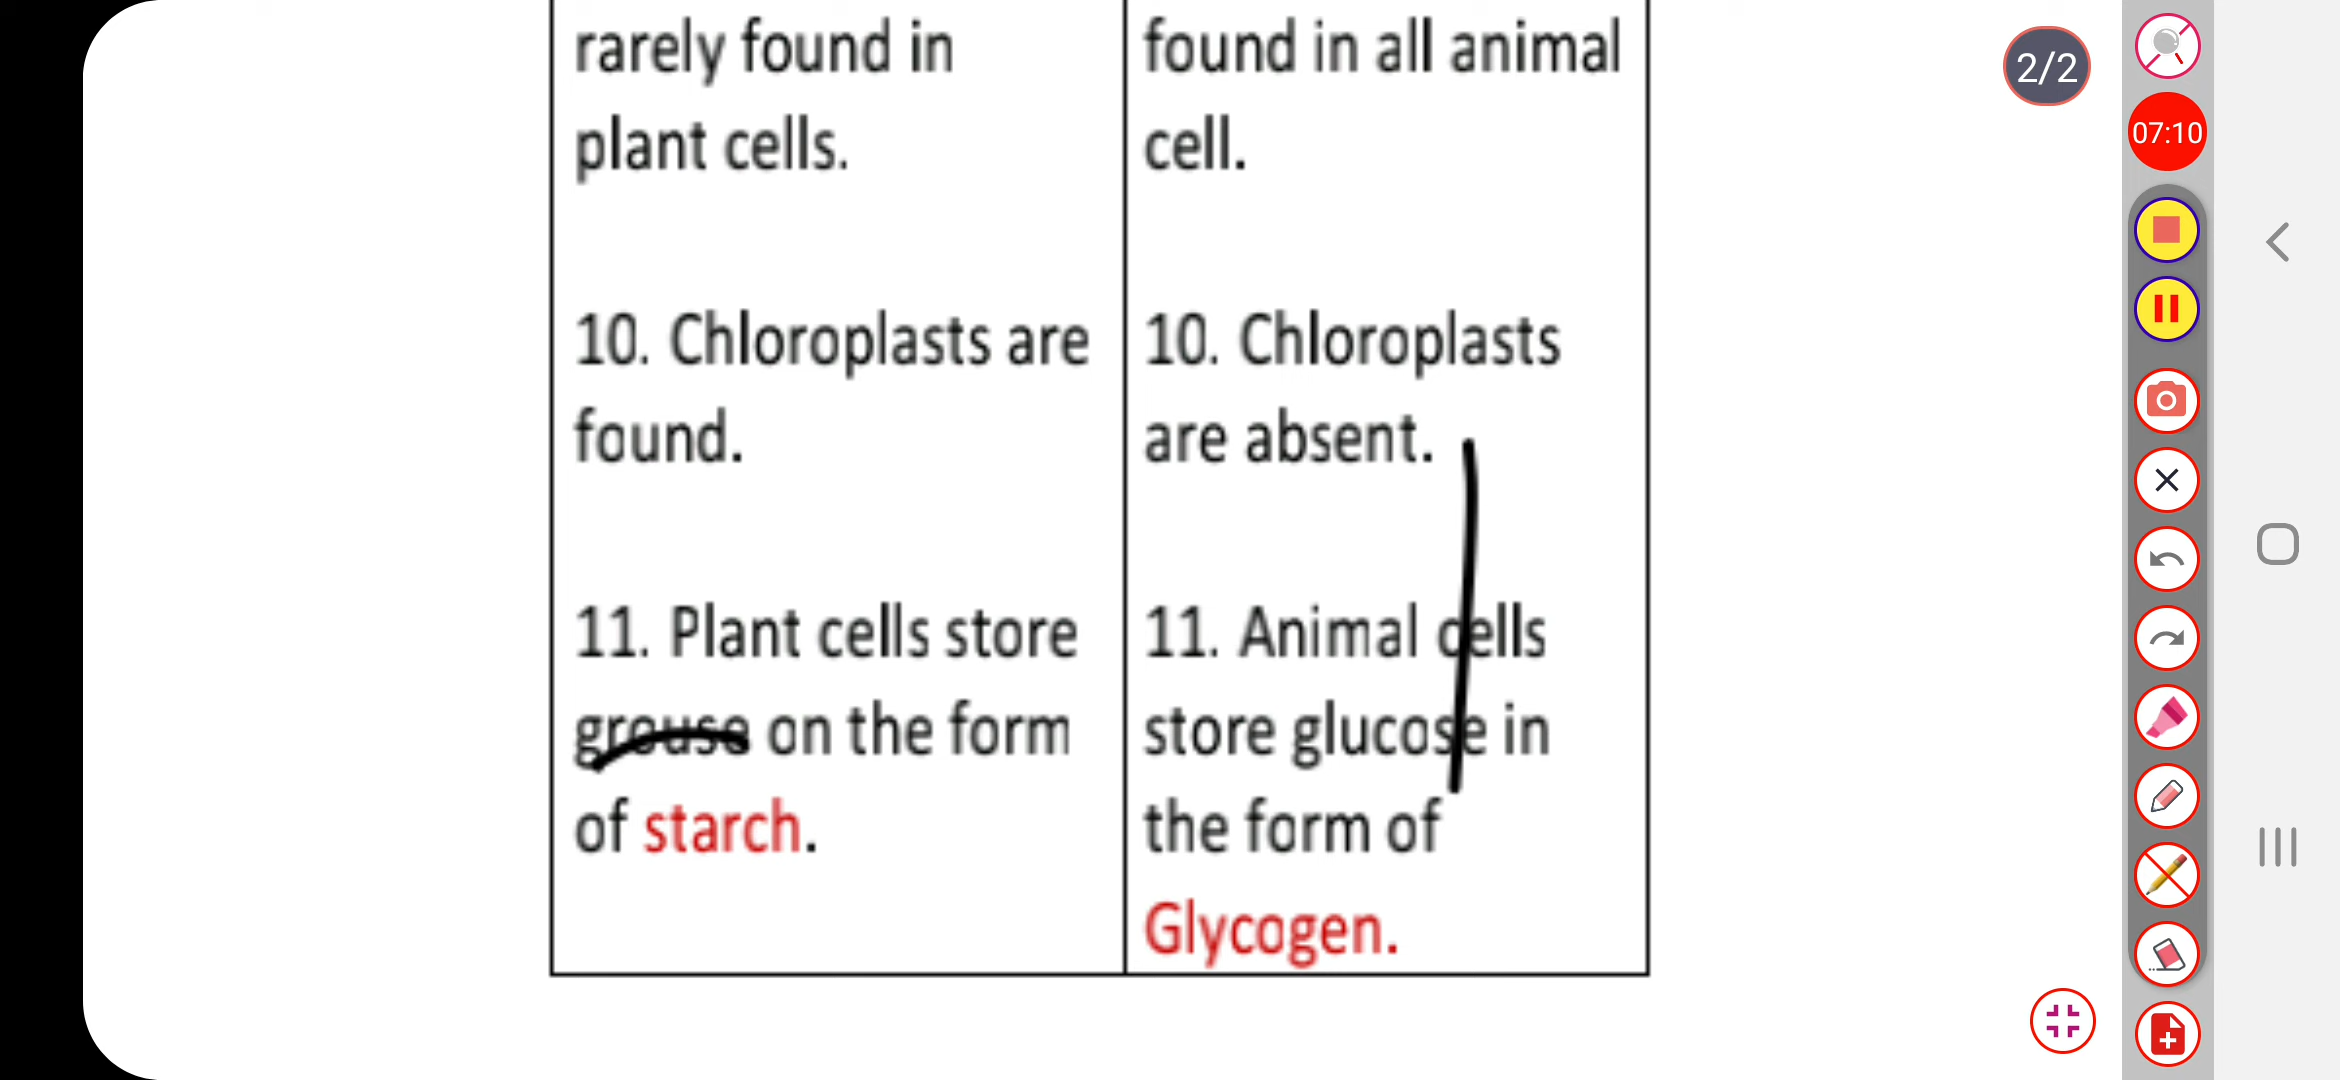 rarely found in
plant cells.
10. Chloroplasts are
found.
11. Plant cells store
grouse on the form
of starch.
found in all animal
cell.
10. Chloroplasts
are absent.
11. Animal cells
store glucose in
the form of
Glycogen.
2/2
07:10